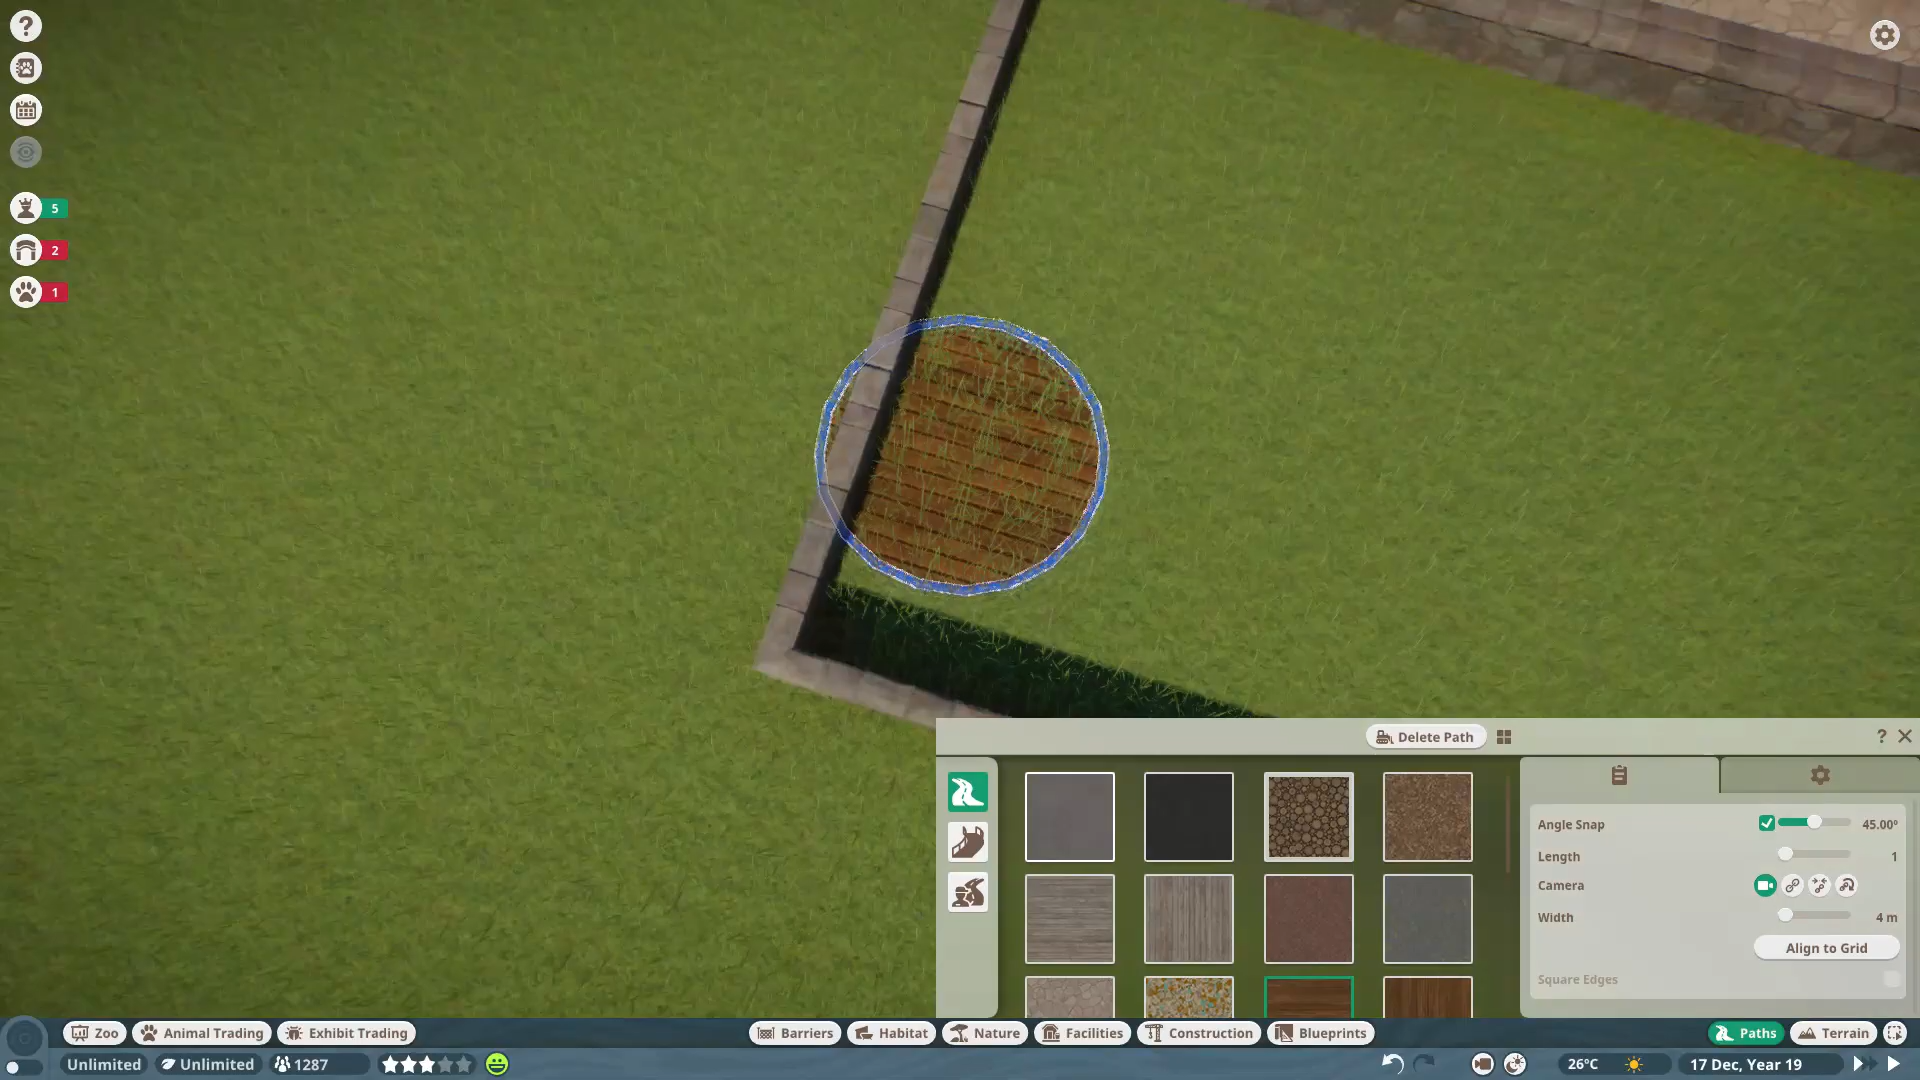 ?
5
2
1
Delete Path
?
Angle Snap 45.00°
Length 1
Camera
Width 4 m
Align to Grid
Square Edges
Zoo Animal Trading Exhibit Trading Barriers Habitat Nature Facilities Construction Blueprints Paths Terrain
Unlimited Unlimited 1287 26°C 17 Dec, Year 19